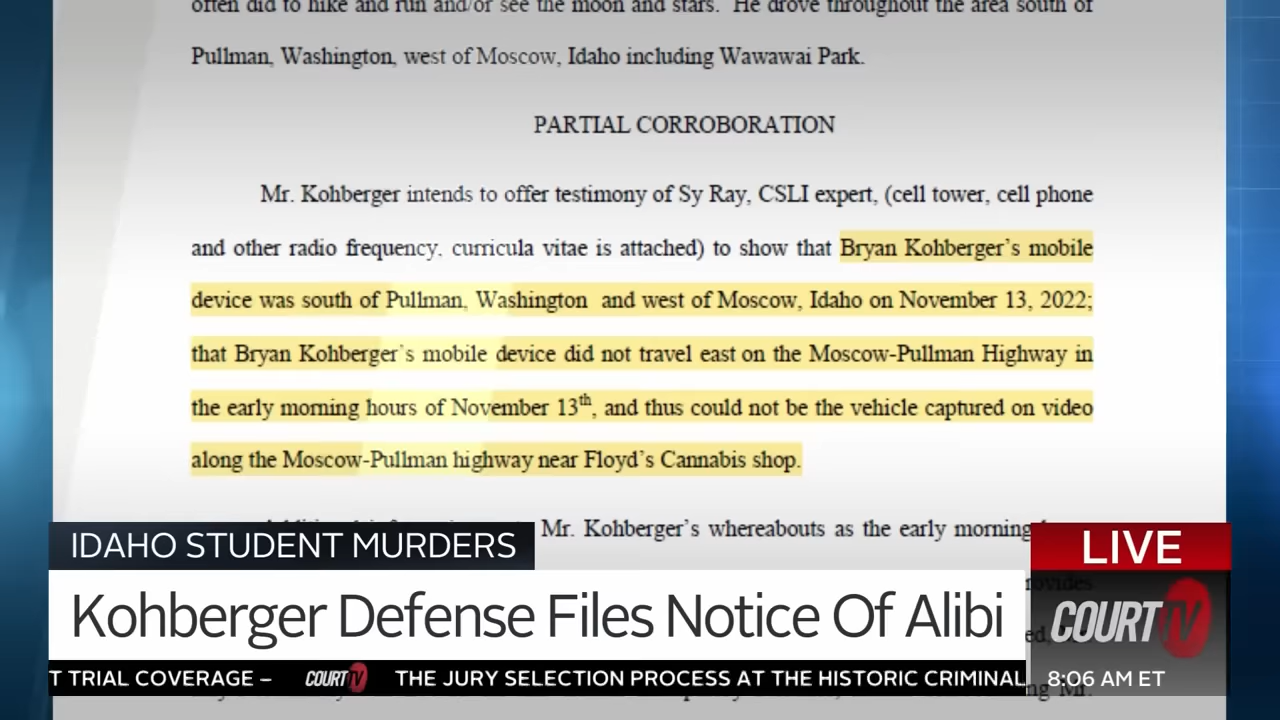 often did to hike and run and/or see the moon and stars. He drove throughout the area south of
Pullman, Washington, west of Moscow, Idaho including Wawawai Park.
PARTIAL CORROBORATION
Mr. Kohberger intends to offer testimony of Sy Ray, CSLI expert, (cell tower, cell phone
and other radio frequency, curricula vitae is attached) to show that Bryan Kohberger's mobile
device was south of Pullman, Washington and west of Moscow, Idaho on November 13, 2022;
that Bryan Kohberger's mobile device did not travel east on the Moscow-Pullman Highway in
the early morning hours of November 13th, and thus could not be the vehicle captured on video
along the Moscow-Pullman highway near Floyd's Cannabis shop.
Mr. Kohberger's whereabouts as the early morning
IDAHO STUDENT MURDERS
LIVE
Kohberger Defense Files Notice Of Alibi
COURT TV
T TRIAL COVERAGE – COURT TV THE JURY SELECTION PROCESS AT THE HISTORIC CRIMINAL
8:06 AM ET